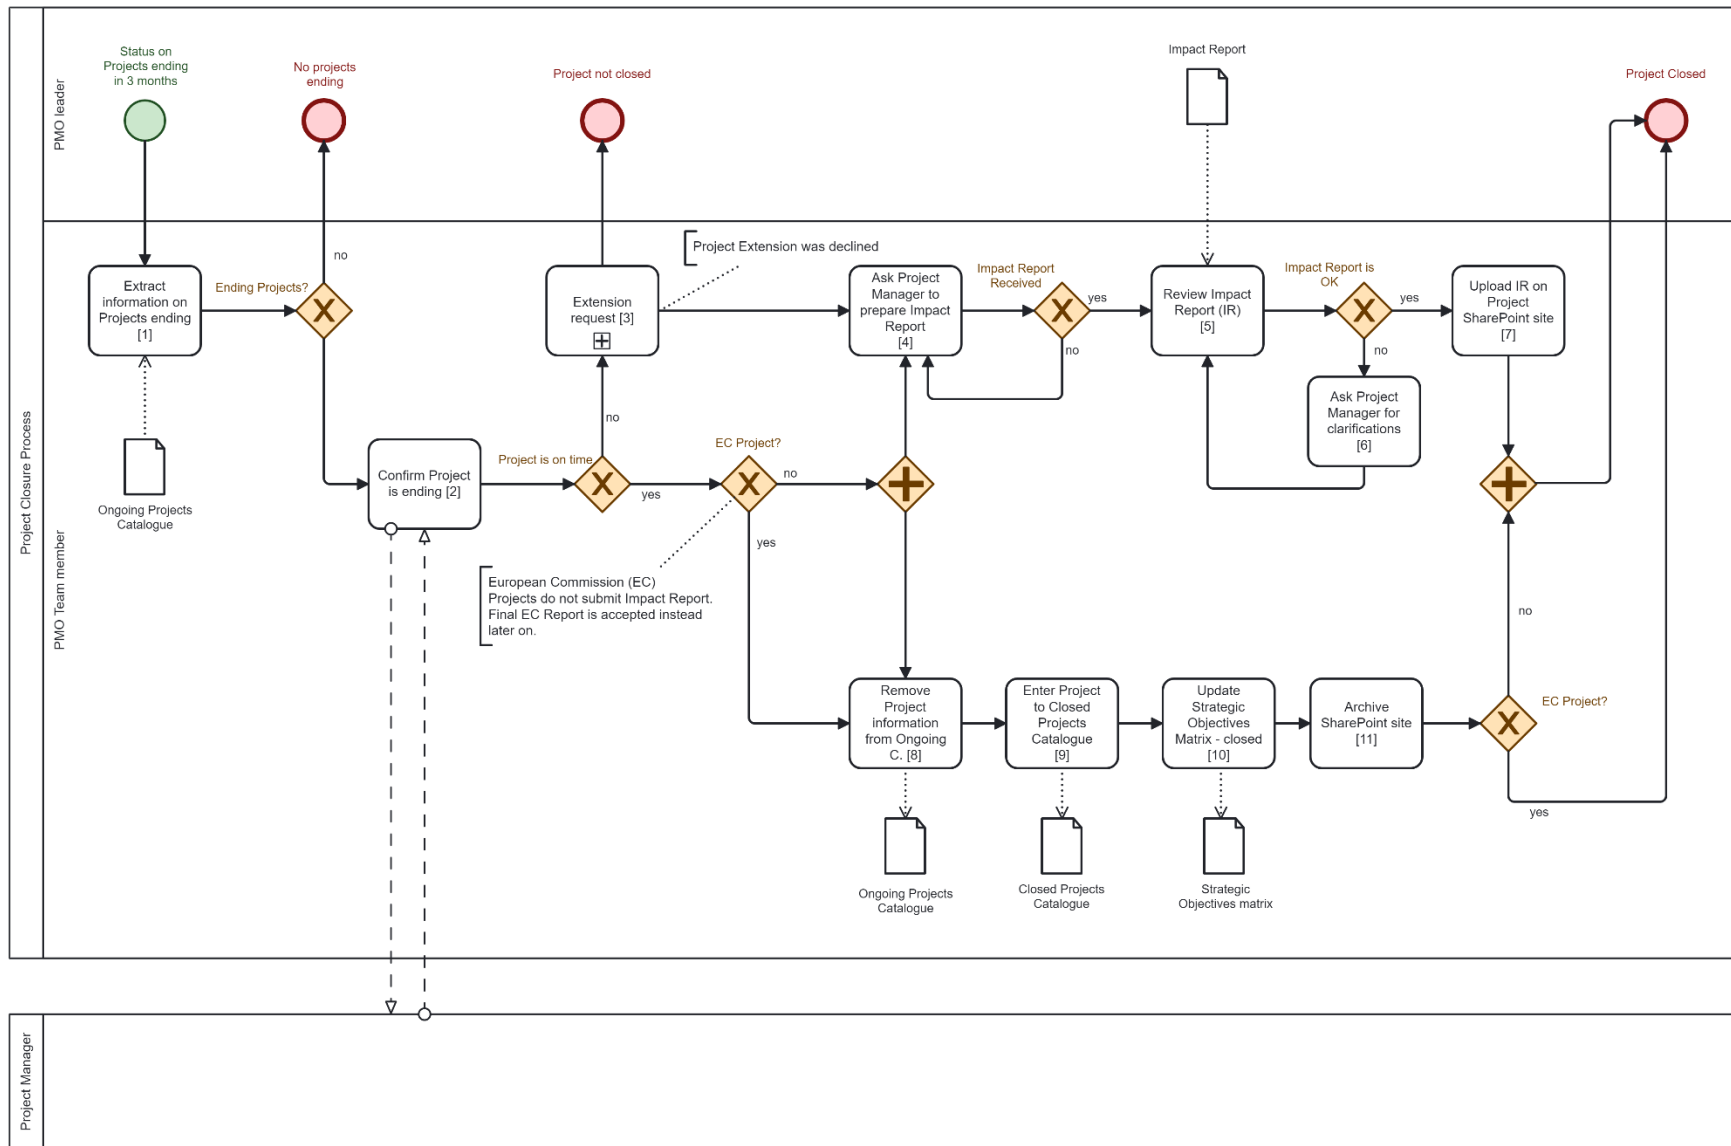 Project Closure Process
PMO leader
PMO Team member
Project Manager
Status on
Projects ending
in 3 months
No projects
ending
Project not closed
Impact Report
Project Closed
no
Project Extension was declined
Extract
information on
Projects ending
[1]
Ending Projects?
Extension
request [3]
Ask Project
Manager to
prepare Impact
Report
[4]
Impact Report
Received
yes
no
Review Impact
Report (IR)
[5]
Impact Report is
OK
yes
no
Upload IR on
Project
SharePoint site
[7]
Ask Project
Manager for
clarifications
[6]
Ongoing Projects
Catalogue
Confirm Project
is ending [2]
Project is on time
no
yes
EC Project?
no
yes
European Commission (EC)
Projects do not submit Impact Report.
Final EC Report is accepted instead
later on.
Remove
Project
information
from Ongoing
C. [8]
Enter Project
to Closed
Projects
Catalogue
[9]
Update
Strategic
Objectives
Matrix - closed
[10]
Archive
SharePoint site
[11]
no
EC Project?
yes
Ongoing Projects
Catalogue
Closed Projects
Catalogue
Strategic
Objectives matrix